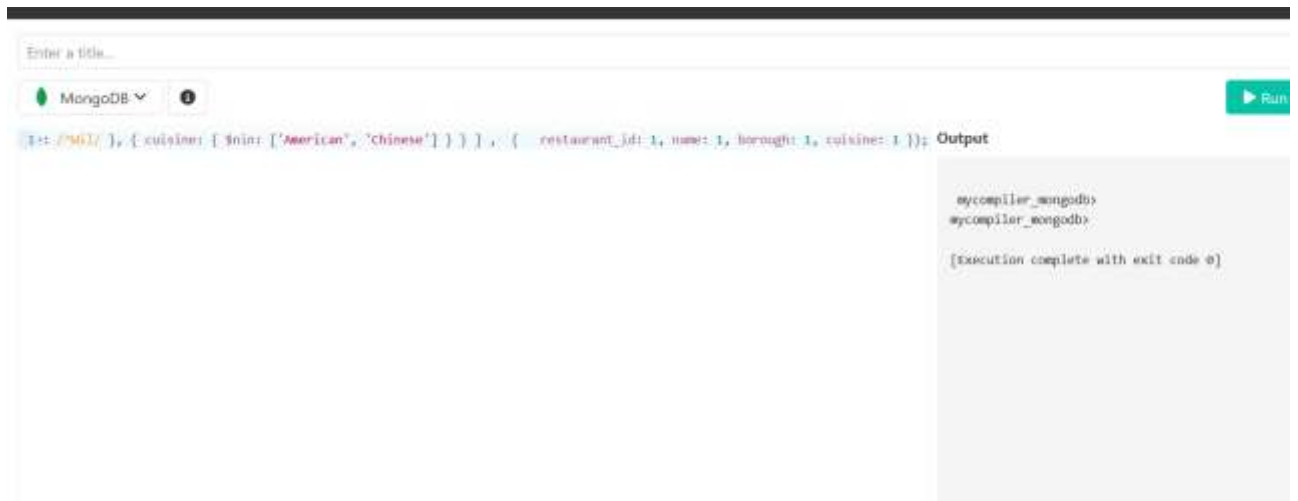 Enter a title...
MongoDB
Run
/^Wil/ }, { cuisine: { $nin: ['American', 'Chinese'] } } ] , { restaurant_id: 1, name: 1, borough: 1, cuisine: 1 });
Output
mycompiler_mongodb>
mycompiler_mongodb>
[Execution complete with exit code 0]